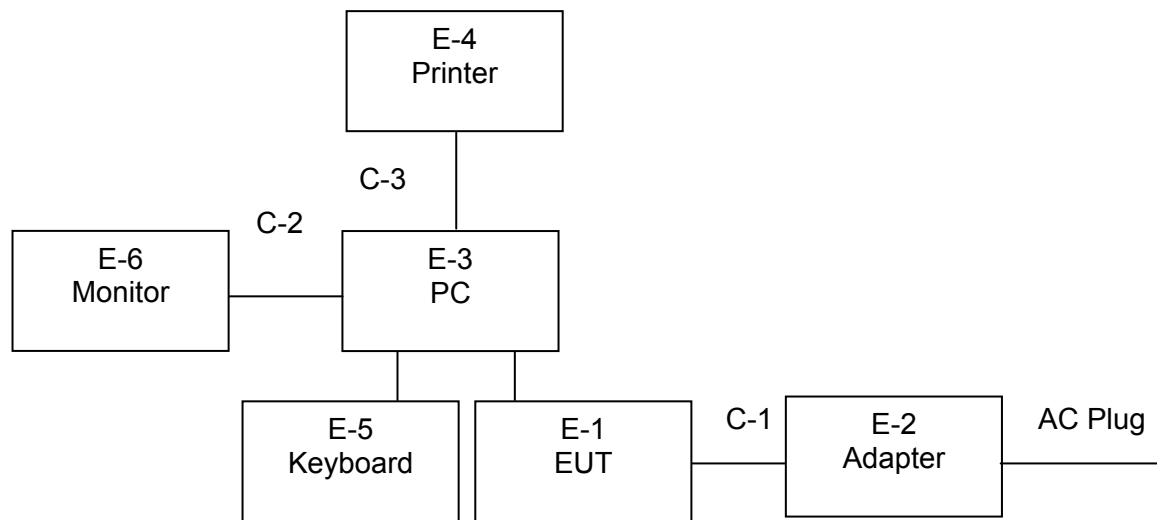 E-4
Printer
C-3
C-2
E-6
Monitor
E-3
PC
E-5
Keyboard
E-1
EUT
C-1
E-2
Adapter
AC Plug